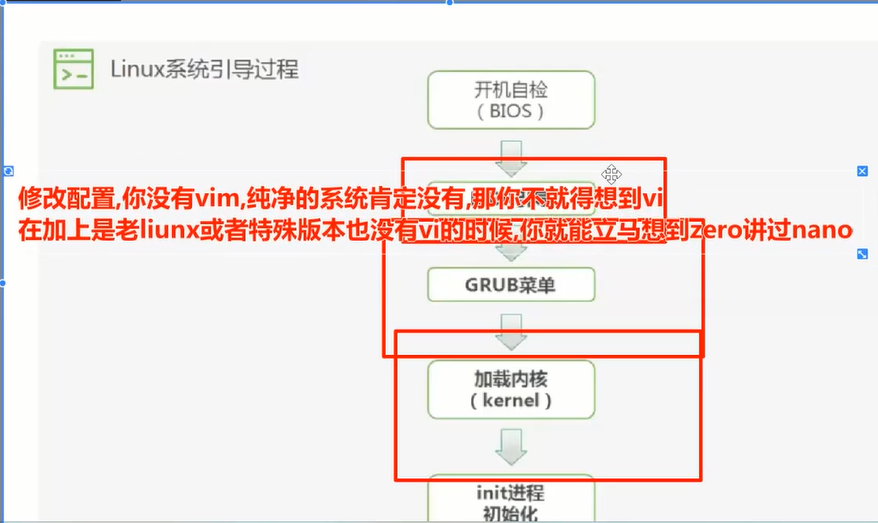 Linux系统引导过程
开机自检
（BIOS）
修改配置,你没有vim,纯净的系统肯定没有,那你不就得想到vi
在加上是老liunx或者特殊版本也没有vi的时候,你就能立马想到Zero讲过nano
GRUB菜单
加载内核
（kernel）
init进程
初始化